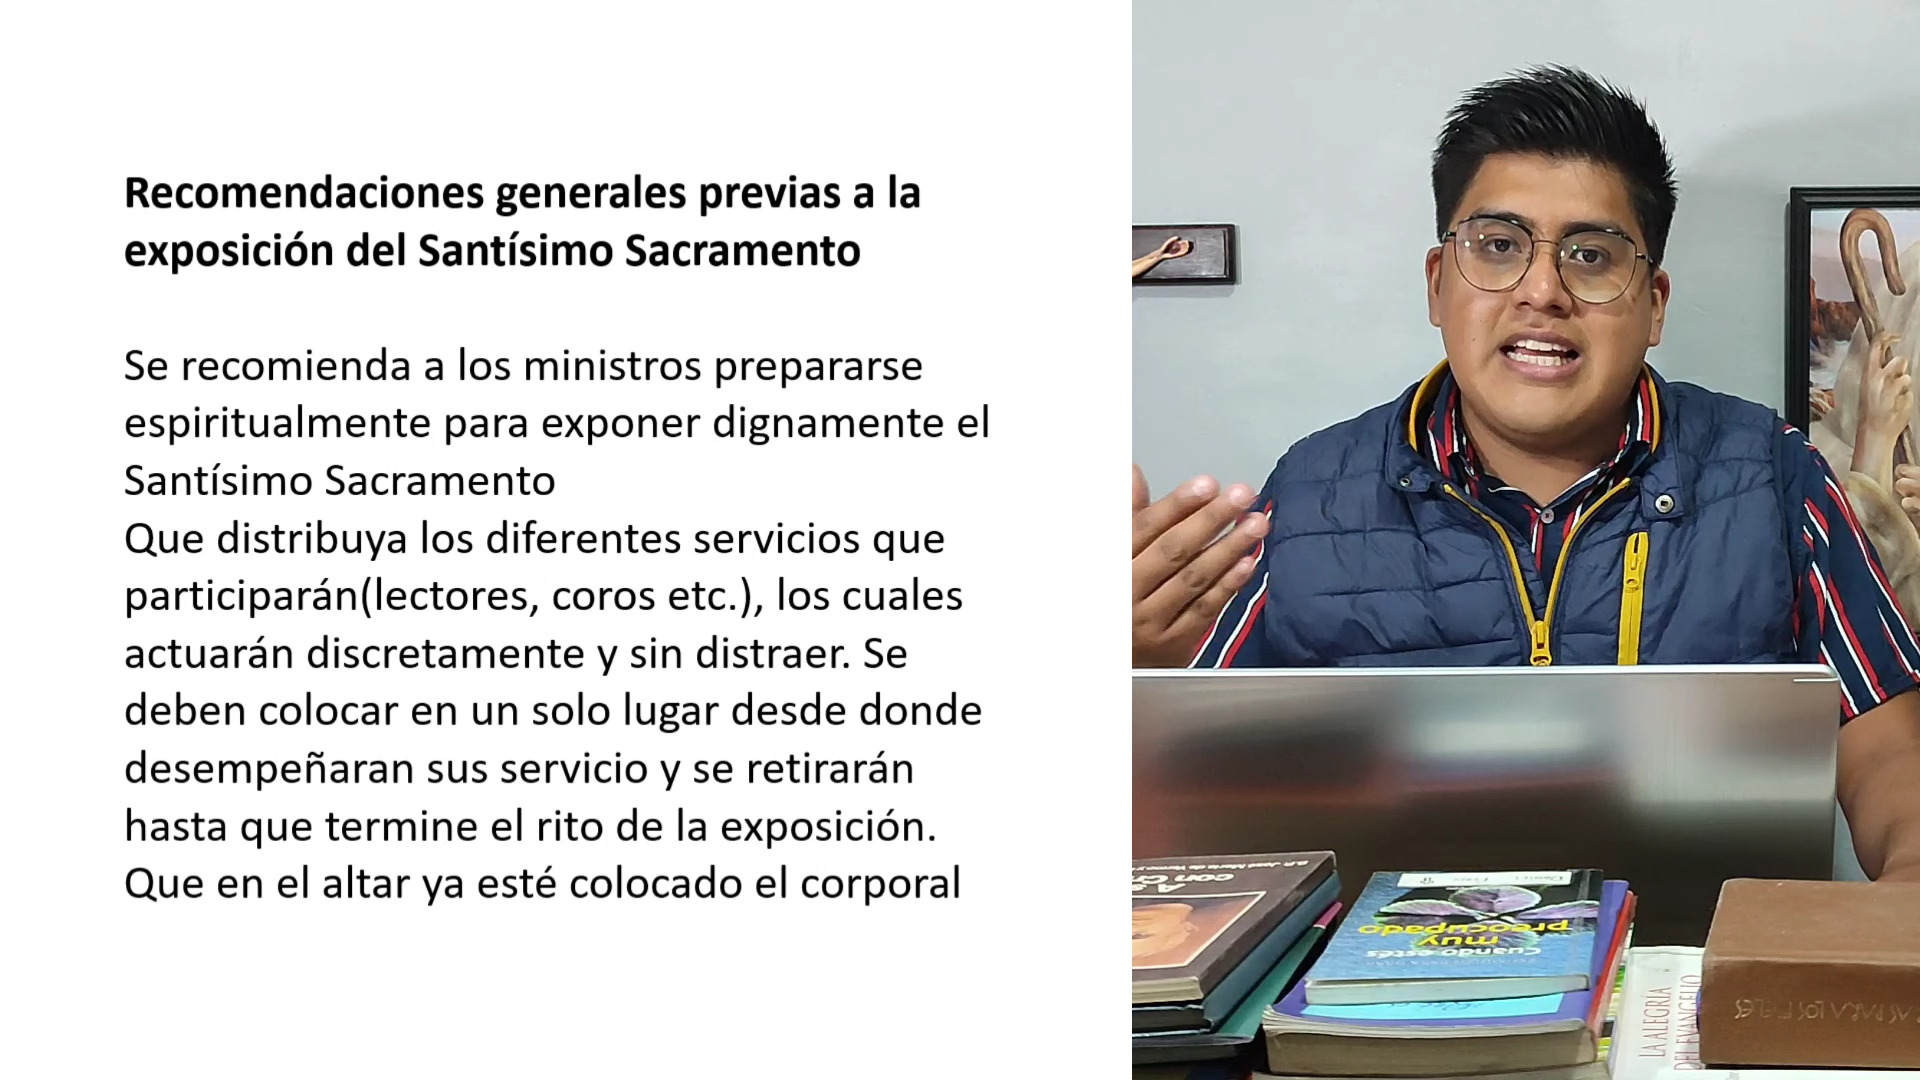 Recomendaciones generales previas a la
exposición del Santísimo Sacramento
Se recomienda a los ministros prepararse
espiritualmente para exponer dignamente el
Santísimo Sacramento
Que distribuya los diferentes servicios que
participarán(lectores, coros etc.), los cuales
actuarán discretamente y sin distraer. Se
deben colocar en un solo lugar desde donde
desempeñaran sus servicio y se retirarán
hasta que termine el rito de la exposición.
Que en el altar ya esté colocado el corporal
Cuando estés
muy
preocupado
LA ALEGRÍA
DEL EVANGELIO